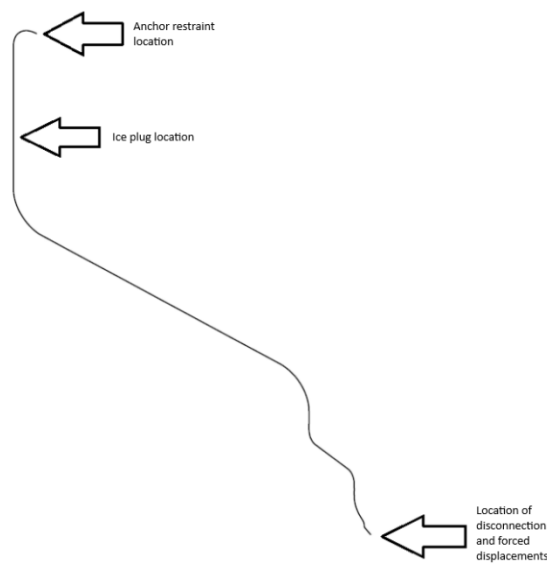 Anchor restraint
location
Ice plug location
Location of
disconnection
and forced
displacements